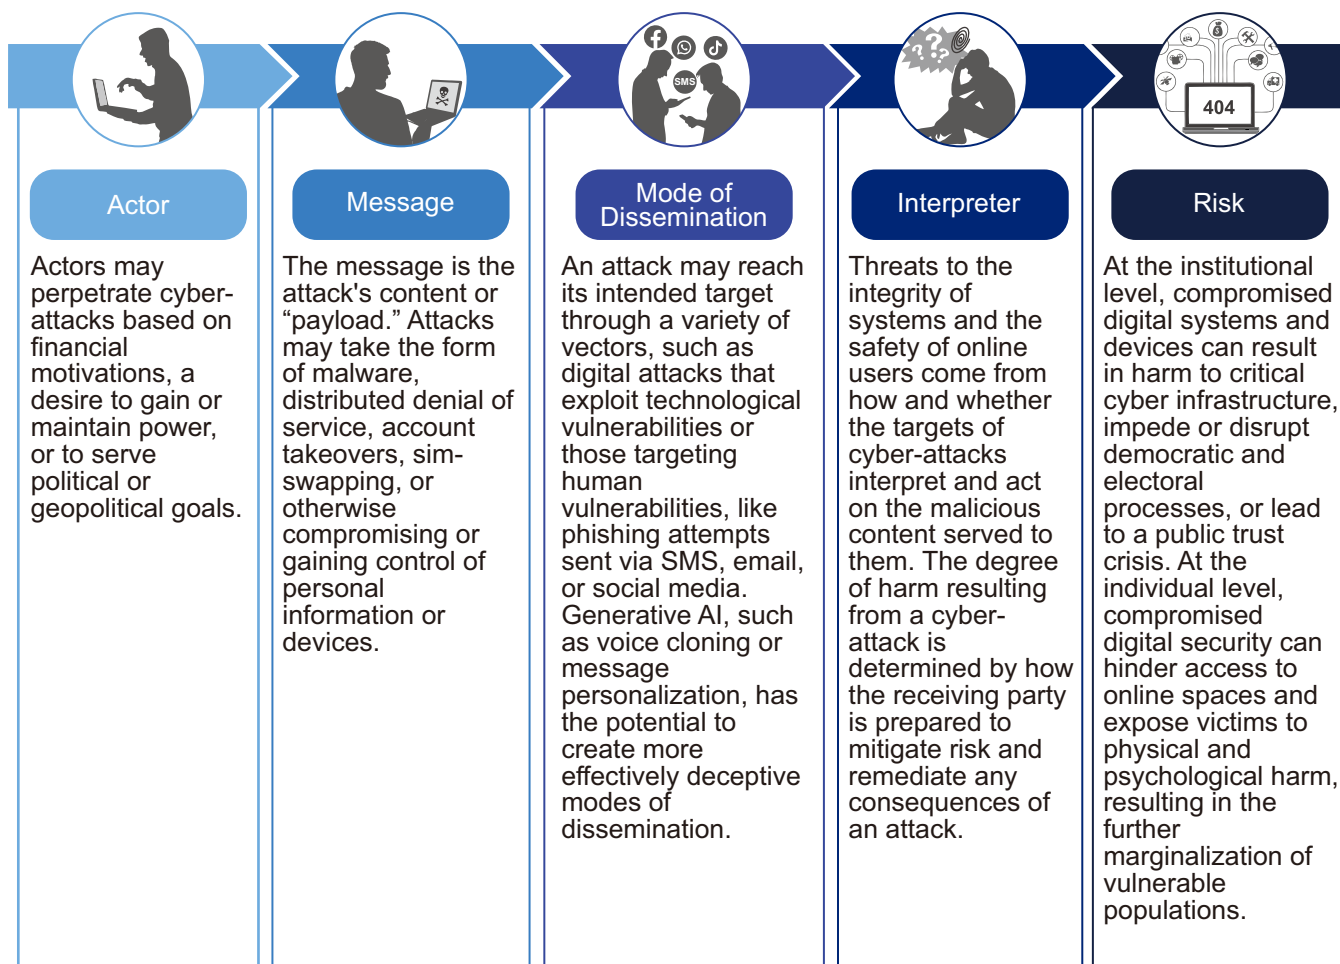 SMS
? ? ?
404
Actor
Actors may
perpetrate cyber-
attacks based on
financial
motivations, a
desire to gain or
maintain power,
or to serve
political or
geopolitical goals.
Message
The message is the
attack's content or
“payload.” Attacks
may take the form
of malware,
distributed denial of
service, account
takeovers, sim-
swapping, or
otherwise
compromising or
gaining control of
personal
information or
devices.
Mode of
Dissemination
An attack may reach
its intended target
through a variety of
vectors, such as
digital attacks that
exploit technological
vulnerabilities or
those targeting
human
vulnerabilities, like
phishing attempts
sent via SMS, email,
or social media.
Generative AI, such
as voice cloning or
message
personalization, has
the potential to
create more
effectively deceptive
modes of
dissemination.
Interpreter
Threats to the
integrity of
systems and the
safety of online
users come from
how and whether
the targets of
cyber-attacks
interpret and act
on the malicious
content served to
them. The degree
of harm resulting
from a cyber-
attack is
determined by how
the receiving party
is prepared to
mitigate risk and
remediate any
consequences of
an attack.
Risk
At the institutional
level, compromised
digital systems and
devices can result
in harm to critical
cyber infrastructure,
impede or disrupt
democratic and
electoral
processes, or lead
to a public trust
crisis. At the
individual level,
compromised
digital security can
hinder access to
online spaces and
expose victims to
physical and
psychological harm,
resulting in the
further
marginalization of
vulnerable
populations.